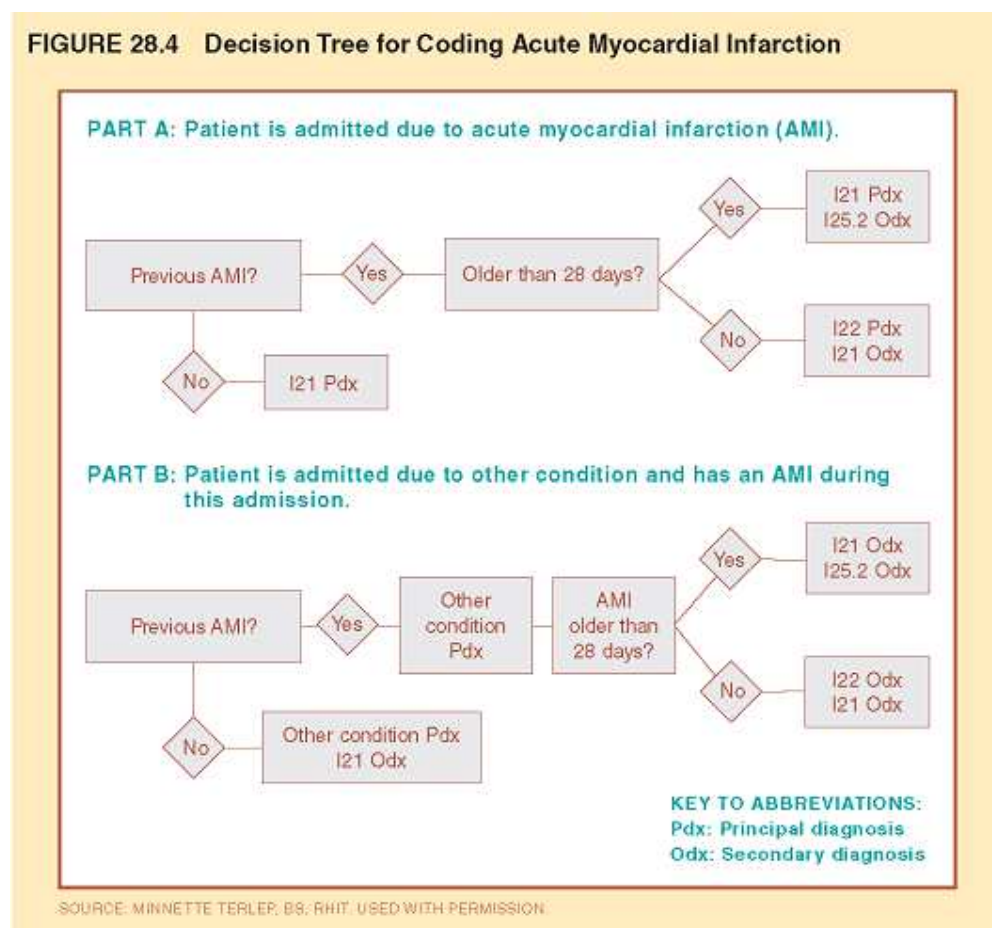 FIGURE 28.4 Decision Tree for Coding Acute Myocardial Infarction
PART A: Patient is admitted due to acute myocardial infarction (AMI).
Previous AMI?
Yes
Older than 28 days?
Yes
I21 Pdx
I25.2 Odx
No
I22 Pdx
I21 Odx
No
I21 Pdx
PART B: Patient is admitted due to other condition and has an AMI during
this admission.
Previous AMI?
Yes
Other
condition
Pdx
AMI
older than
28 days?
Yes
I21 Odx
I25.2 Odx
No
I22 Odx
I21 Odx
No
Other condition Pdx
I21 Odx
KEY TO ABBREVIATIONS:
Pdx: Principal diagnosis
Odx: Secondary diagnosis
SOURCE: MINNETTE TERLEP, BS, RHIT. USED WITH PERMISSION.